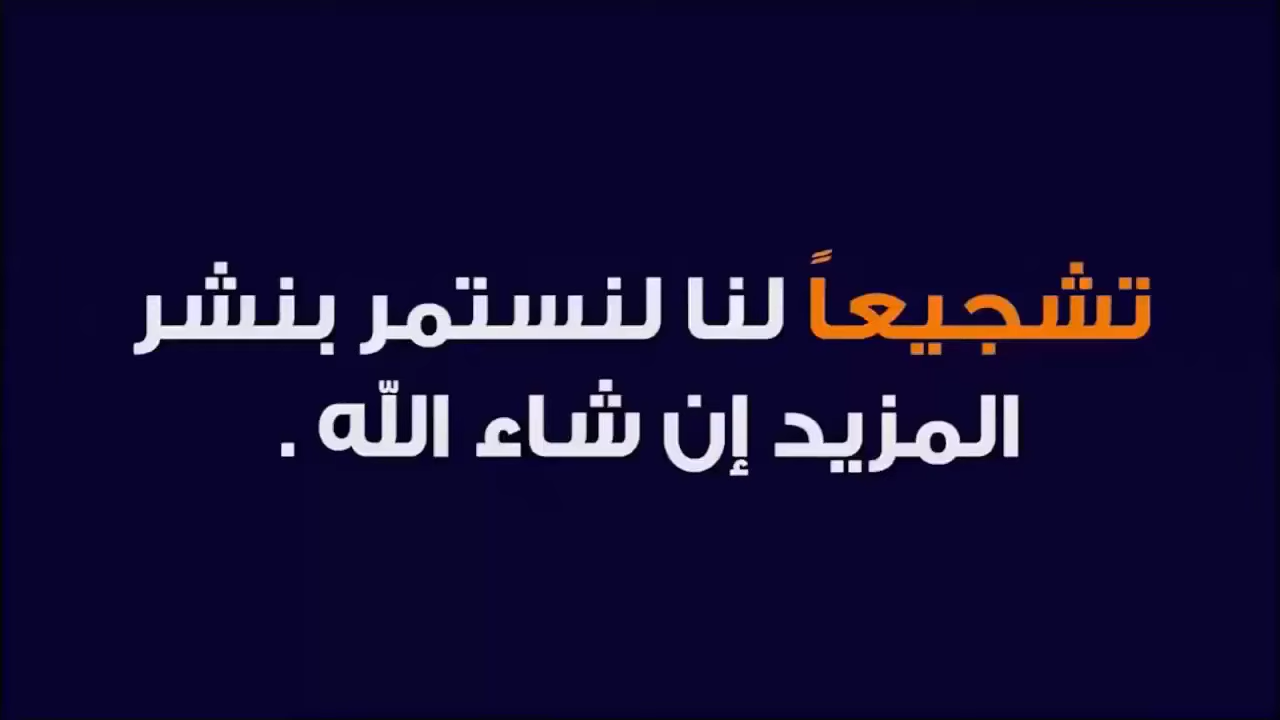 تشجيعاً لنا لنستمر بنشر
المزيد إن شاء اللّه .